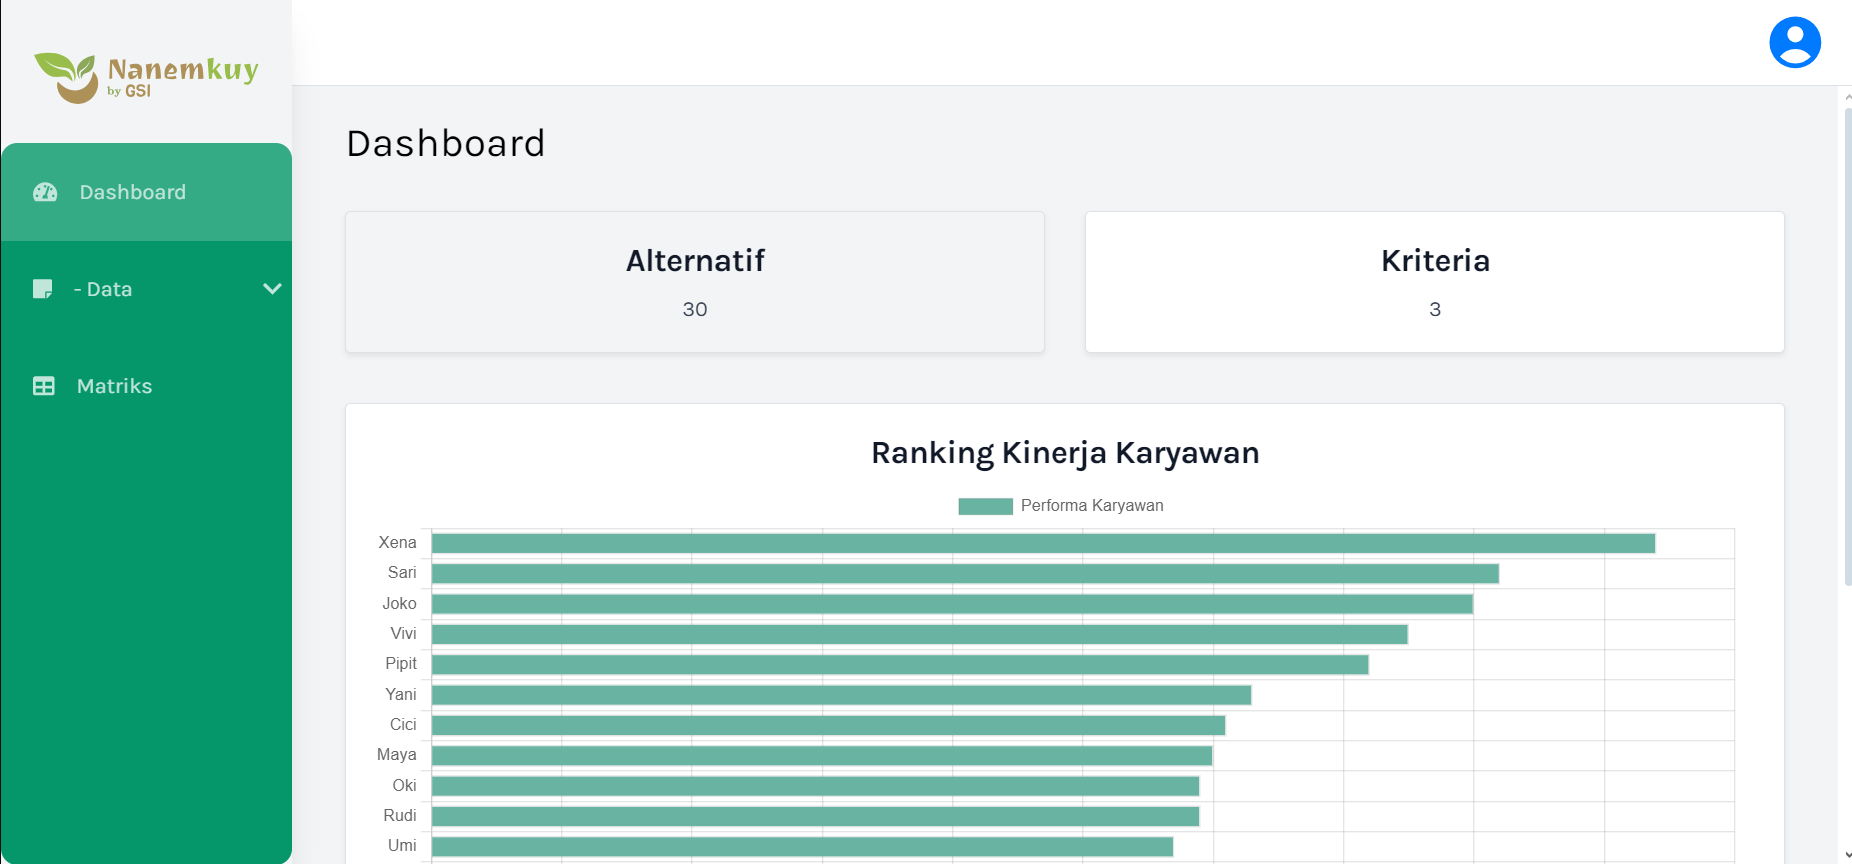 Nanemkuy
by GSI
Dashboard
- Data
Matriks
Dashboard
Alternatif
30
Kriteria
3
Ranking Kinerja Karyawan
Performa Karyawan
Xena
Sari
Joko
Vivi
Pipit
Yani
Cici
Maya
Oki
Rudi
Umi